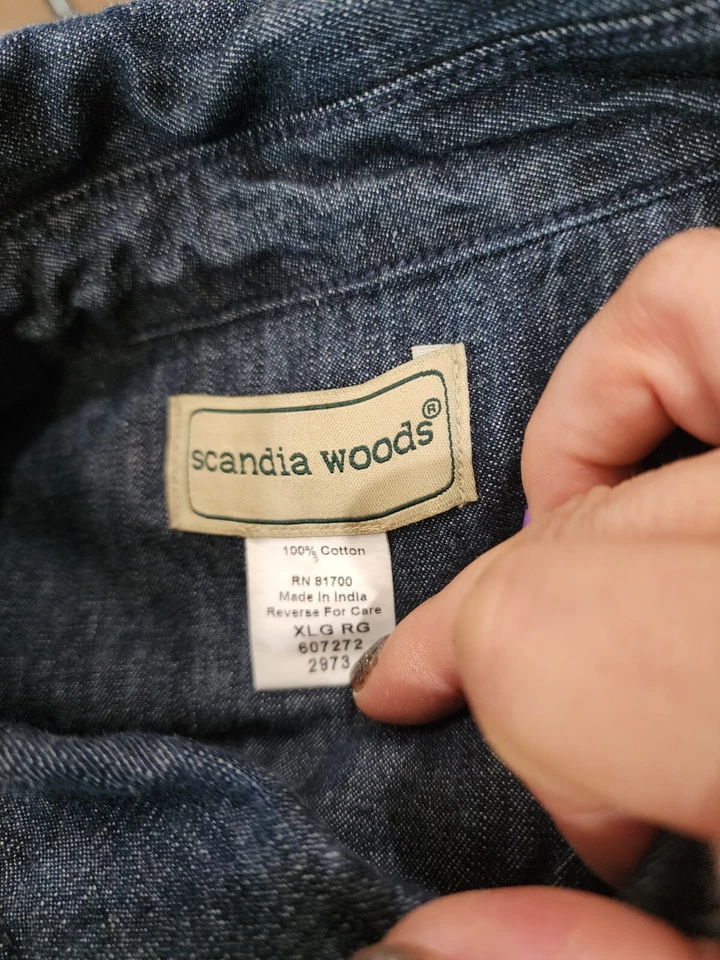 scandia woods®
100% Cotton
RN 81700
Made In India
Reverse For Care
XLG RG
607272
2973